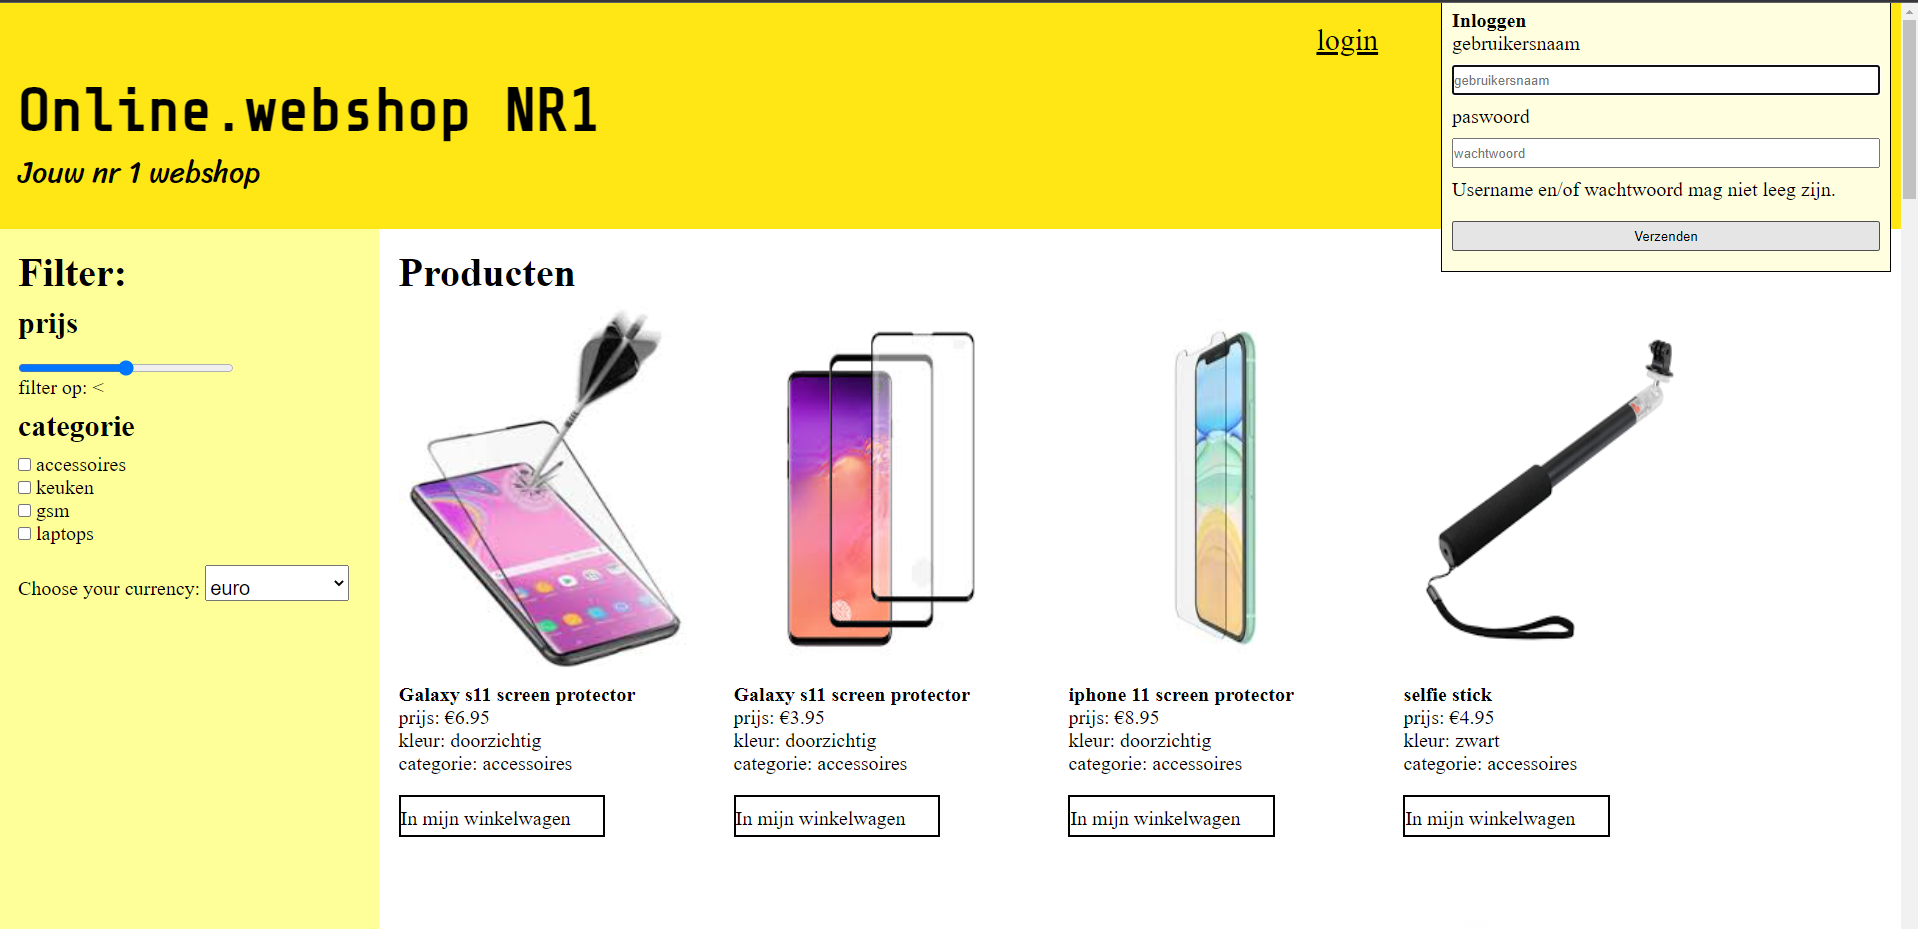 login
Online.webshop NR1
Jouw nr 1 webshop
Inloggen
gebruikersnaam
gebruikersnaam
paswoord
wachtwoord
Username en/of wachtwoord mag niet leeg zijn.
Verzenden
Filter:
prijs
filter op: <
categorie
accessoires
keuken
gsm
laptops
Choose your currency: euro
Producten
Galaxy s11 screen protector
prijs: €6.95
kleur: doorzichtig
categorie: accessoires
In mijn winkelwagen
Galaxy s11 screen protector
prijs: €3.95
kleur: doorzichtig
categorie: accessoires
In mijn winkelwagen
iphone 11 screen protector
prijs: €8.95
kleur: doorzichtig
categorie: accessoires
In mijn winkelwagen
selfie stick
prijs: €4.95
kleur: zwart
categorie: accessoires
In mijn winkelwagen